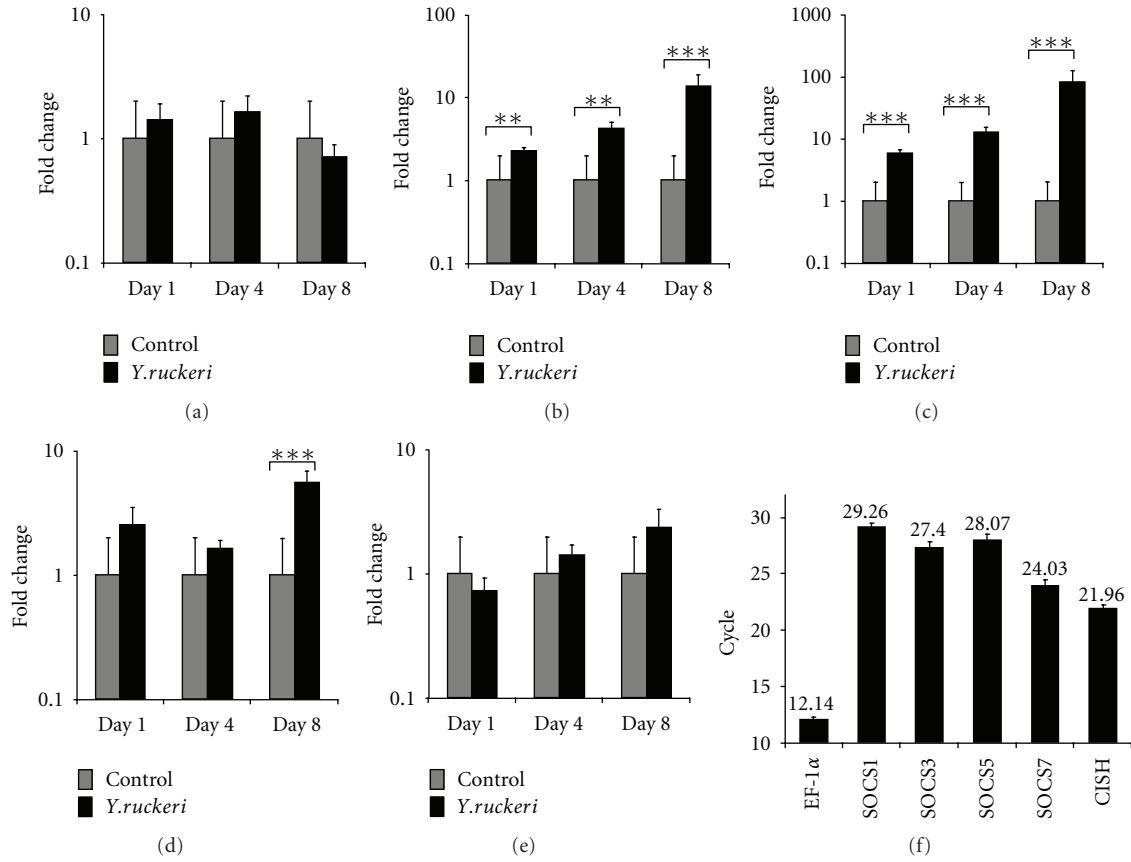 10
1
0.1
Fold change
Day 1 Day 4 Day 8
Control
Y.ruckeri
(a)
100
10
1
0.1
Fold change
** ** ***
Day 1 Day 4 Day 8
Control
Y.ruckeri
(b)
1000
100
10
1
0.1
Fold change
*** *** ***
Day 1 Day 4 Day 8
Control
Y.ruckeri
(c)
10
1
0.1
Fold change
***
Day 1 Day 4 Day 8
Control
Y.ruckeri
(d)
10
1
0.1
Fold change
Day 1 Day 4 Day 8
Control
Y.ruckeri
(e)
30
25
20
15
10
Cycle
12.14 29.26 27.4 28.07 24.03 21.96
EF-1α SOCS1 SOCS3 SOCS5 SOCS7 CISH
(f)